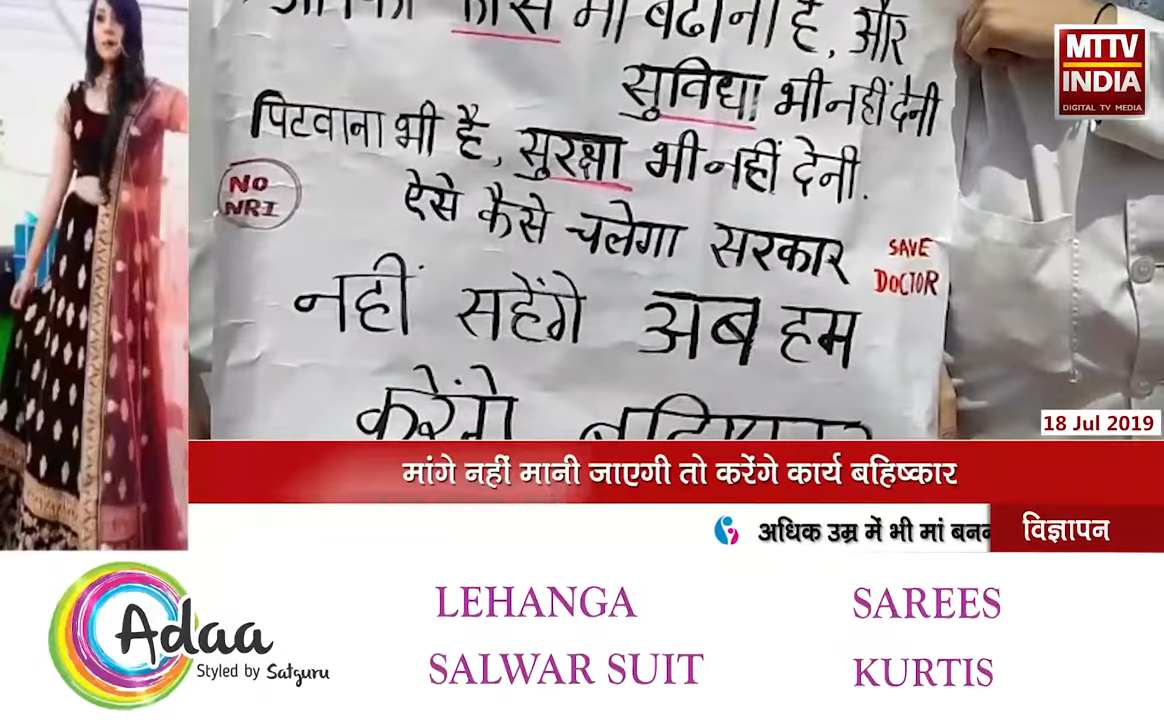 फीस भी बढाना है, और
सुविधा भी नहीं देनी
पिटवाना भी है, सुरक्षा भी नहीं देनी.
NO
NRI
ऐसे कैसे चलेगा सरकार
SAVE
DOCTOR
नहीं सहेंगे अब हम
करेंगे बहिष्कार
MTTV
INDIA
DIGITAL TV MEDIA
18 Jul 2019
मांगे नहीं मानी जाएगी तो करेंगे कार्य बहिष्कार
अधिक उम्र में भी मां बनन
विज्ञापन
Adaa
Styled by Satguru
LEHANGA
SAREES
SALWAR SUIT
KURTIS